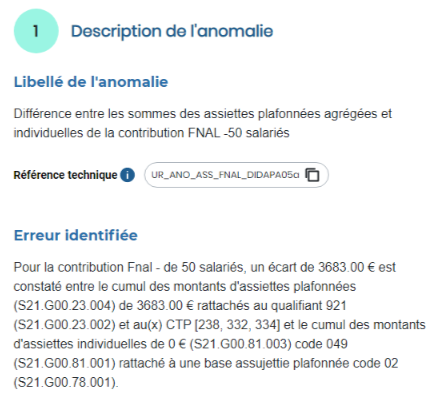 1 Description de l'anomalie
Libellé de l'anomalie
Différence entre les sommes des assiettes plafonnées agrégées et
individuelles de la contribution FNAL -50 salariés
Référence technique i UR_ANO_ASS_FNAL_DIDAPA05a
Erreur identifiée
Pour la contribution Fnal - de 50 salariés, un écart de 3683.00 € est
constaté entre le cumul des montants d'assiettes plafonnées
(S21.G00.23.004) de 3683.00 € rattachés au qualifiant 921
(S21.G00.23.002) et au(x) CTP [238, 332, 334] et le cumul des montants
d'assiettes individuelles de 0 € (S21.G00.81.003) code 049
(S21.G00.81.001) rattaché à une base assujettie plafonnée code 02
(S21.G00.78.001).